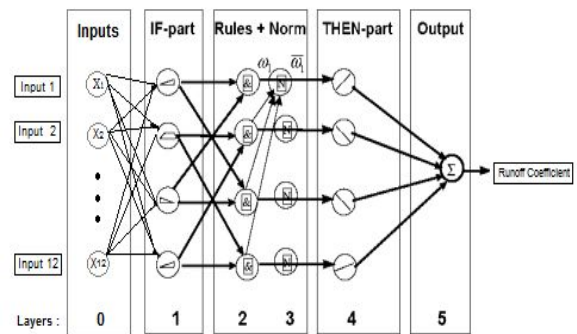 Inputs IF-part Rules + Norm THEN-part Output
ω₁ ω̅₁
Input 1 X1 & N
Input 2 X2 & N
& N
Input 12 X12 & N
Σ Runoff Coefficient
Layers : 0 1 2 3 4 5